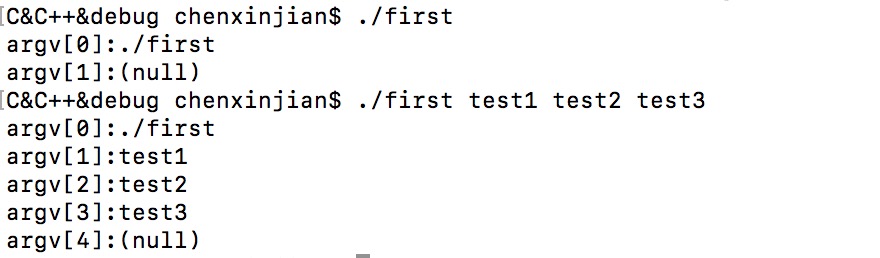 [C&C++&debug chenxinjian$ ./first
argv[0]:./first
argv[1]:(null)
[C&C++&debug chenxinjian$ ./first test1 test2 test3
argv[0]:./first
argv[1]:test1
argv[2]:test2
argv[3]:test3
argv[4]:(null)